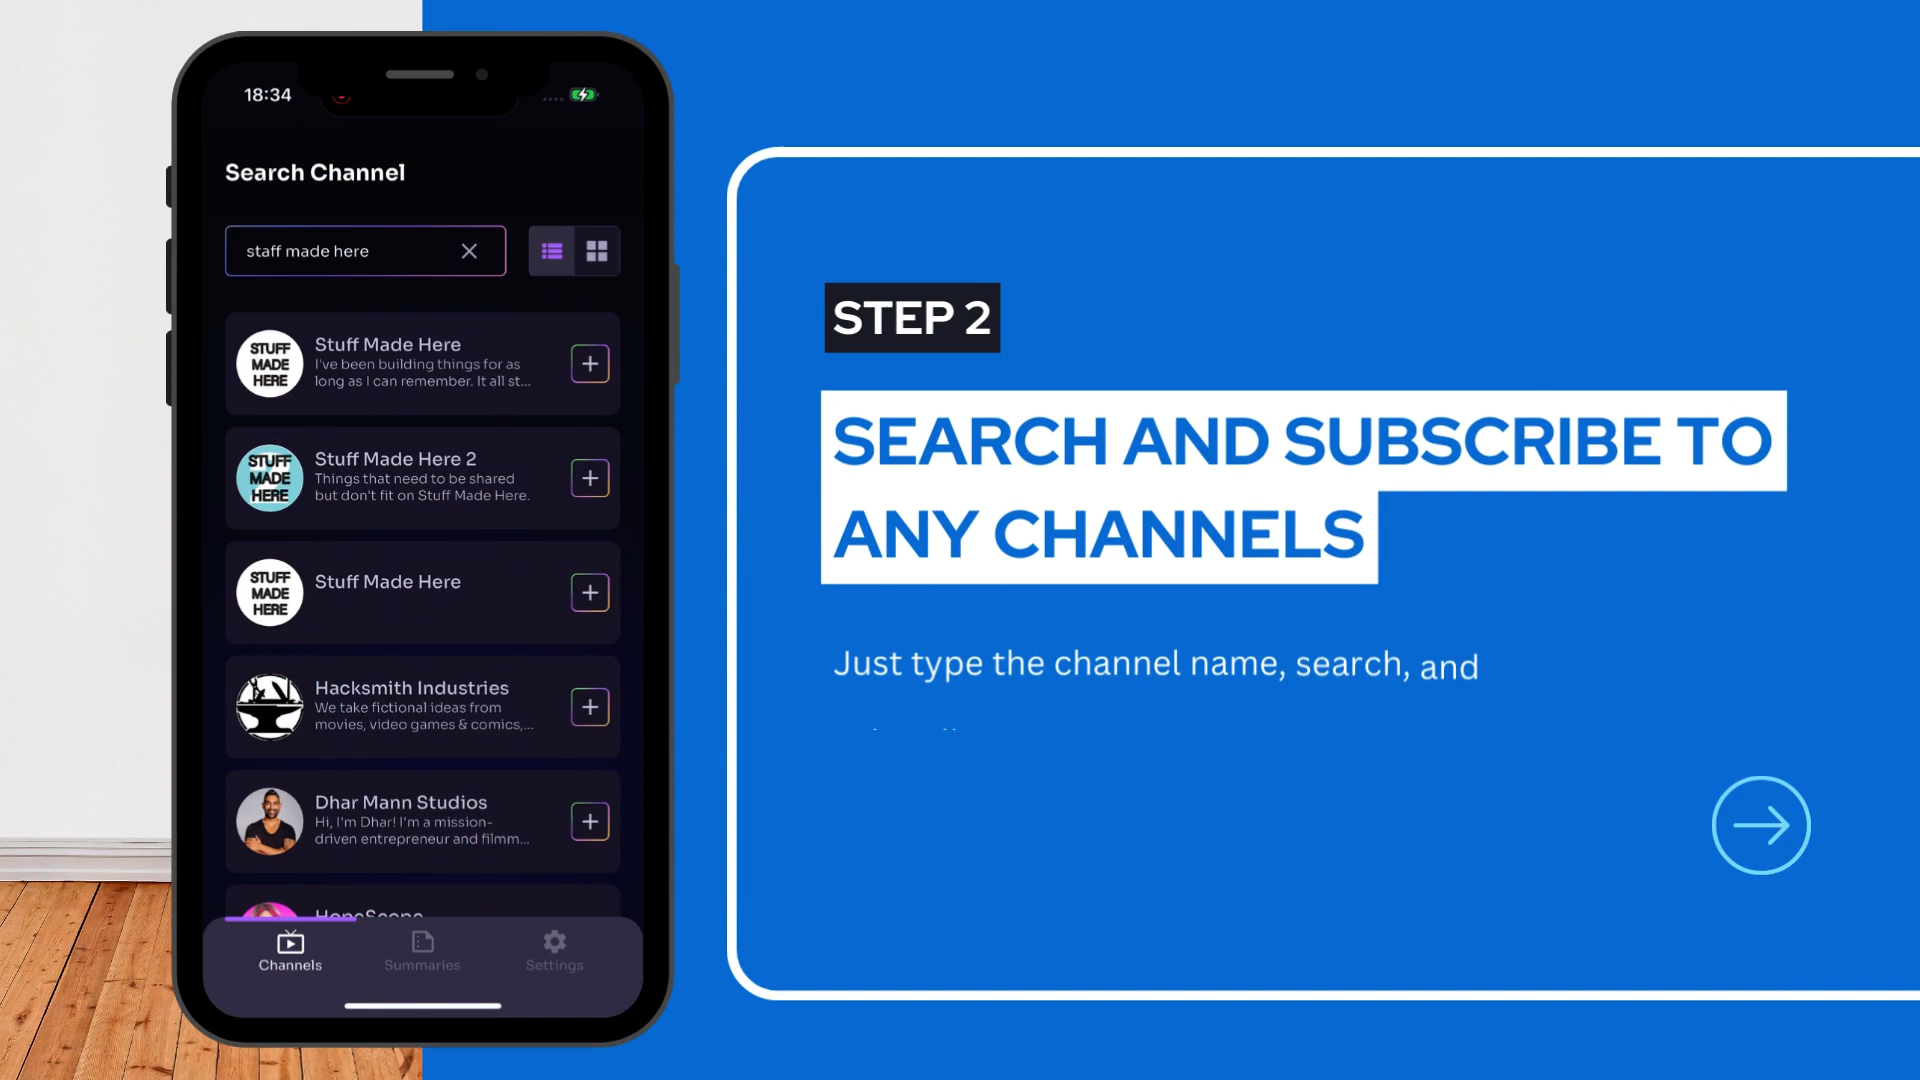 18:34
Search Channel
staff made here
STUFF
MADE
HERE
Stuff Made Here
I've been building things for as
long as I can remember. It all st...
STUFF
MADE
HERE
Stuff Made Here 2
Things that need to be shared
but don't fit on Stuff Made Here.
STUFF
MADE
HERE
Stuff Made Here
Hacksmith Industries
We take fictional ideas from
movies, video games & comics,...
Dhar Mann Studios
Hi, I'm Dhar! I'm a mission-
driven entrepreneur and filmm...
Channels
Summaries
Settings
STEP 2
SEARCH AND SUBSCRIBE TO
ANY CHANNELS
Just type the channel name, search, and